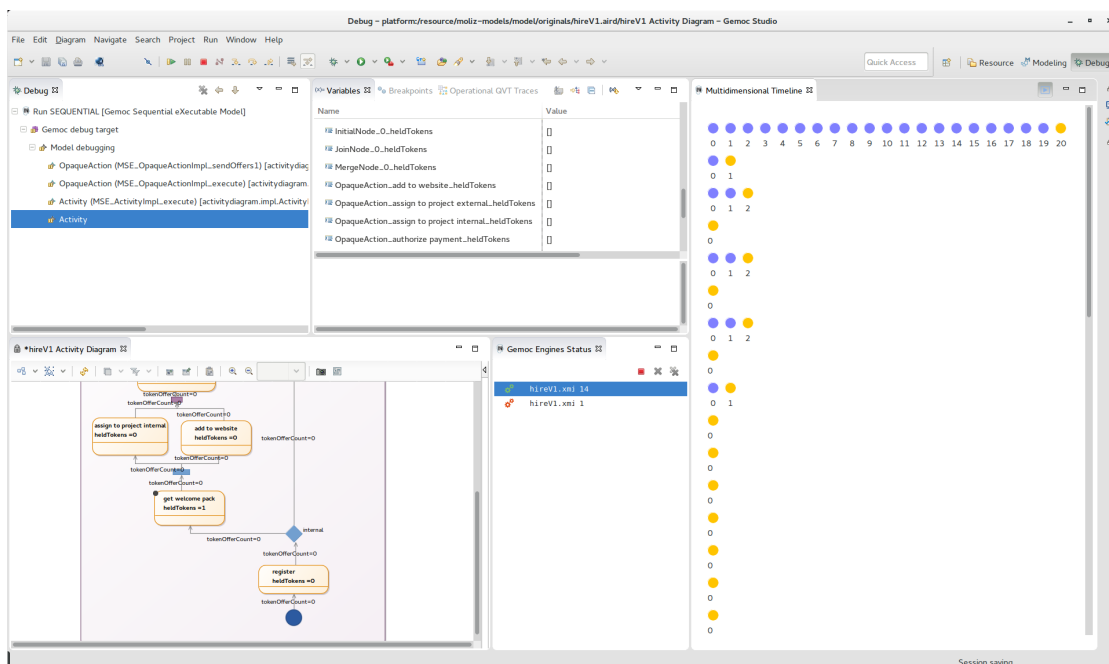 Debug – platform:/resource/moliz-models/model/originals/hireV1.aird/hireV1 Activity Diagram – Gemoc Studio
File Edit Diagram Navigate Search Project Run Window Help
Quick Access
Resource
Modeling
Debug
Debug
Run SEQUENTIAL [Gemoc Sequential eXecutable Model]
Gemoc debug target
Model debugging
OpaqueAction (MSE_OpaqueActionImpl_sendOffers1) [activitydiag
OpaqueAction (MSE_OpaqueActionImpl_execute) [activitydiagram.
Activity (MSE_ActivityImpl_execute) [activitydiagram.impl.Activity
Activity
(x)= Variables Breakpoints Operational QVT Traces
Name Value
InitialNode_0_heldTokens []
JoinNode_0_heldTokens []
MergeNode_0_heldTokens []
OpaqueAction_add to website_heldTokens []
OpaqueAction_assign to project external_heldTokens []
OpaqueAction_assign to project internal_heldTokens []
OpaqueAction_authorize payment_heldTokens []
Multidimensional Timeline
0 1 2 3 4 5 6 7 8 9 10 11 12 13 14 15 16 17 18 19 20
0 1
0 1 2
0
0 1 2
0
0 1 2
0
0 1
0
0
0
0
0
0
0
*hireV1 Activity Diagram
tokenOfferCount=0
tokenOfferCount=0
tokenOfferCount=0
assign to project internal
heldTokens =0
add to website
heldTokens =0
tokenOfferCount=0
tokenOfferCount=0
tokenOfferCount=0
tokenOfferCount=0
get welcome pack
heldTokens =1
internal
tokenOfferCount=0
tokenOfferCount=0
register
heldTokens =0
tokenOfferCount=0
Gemoc Engines Status
hireV1.xmi 14
hireV1.xmi 1
Session saving